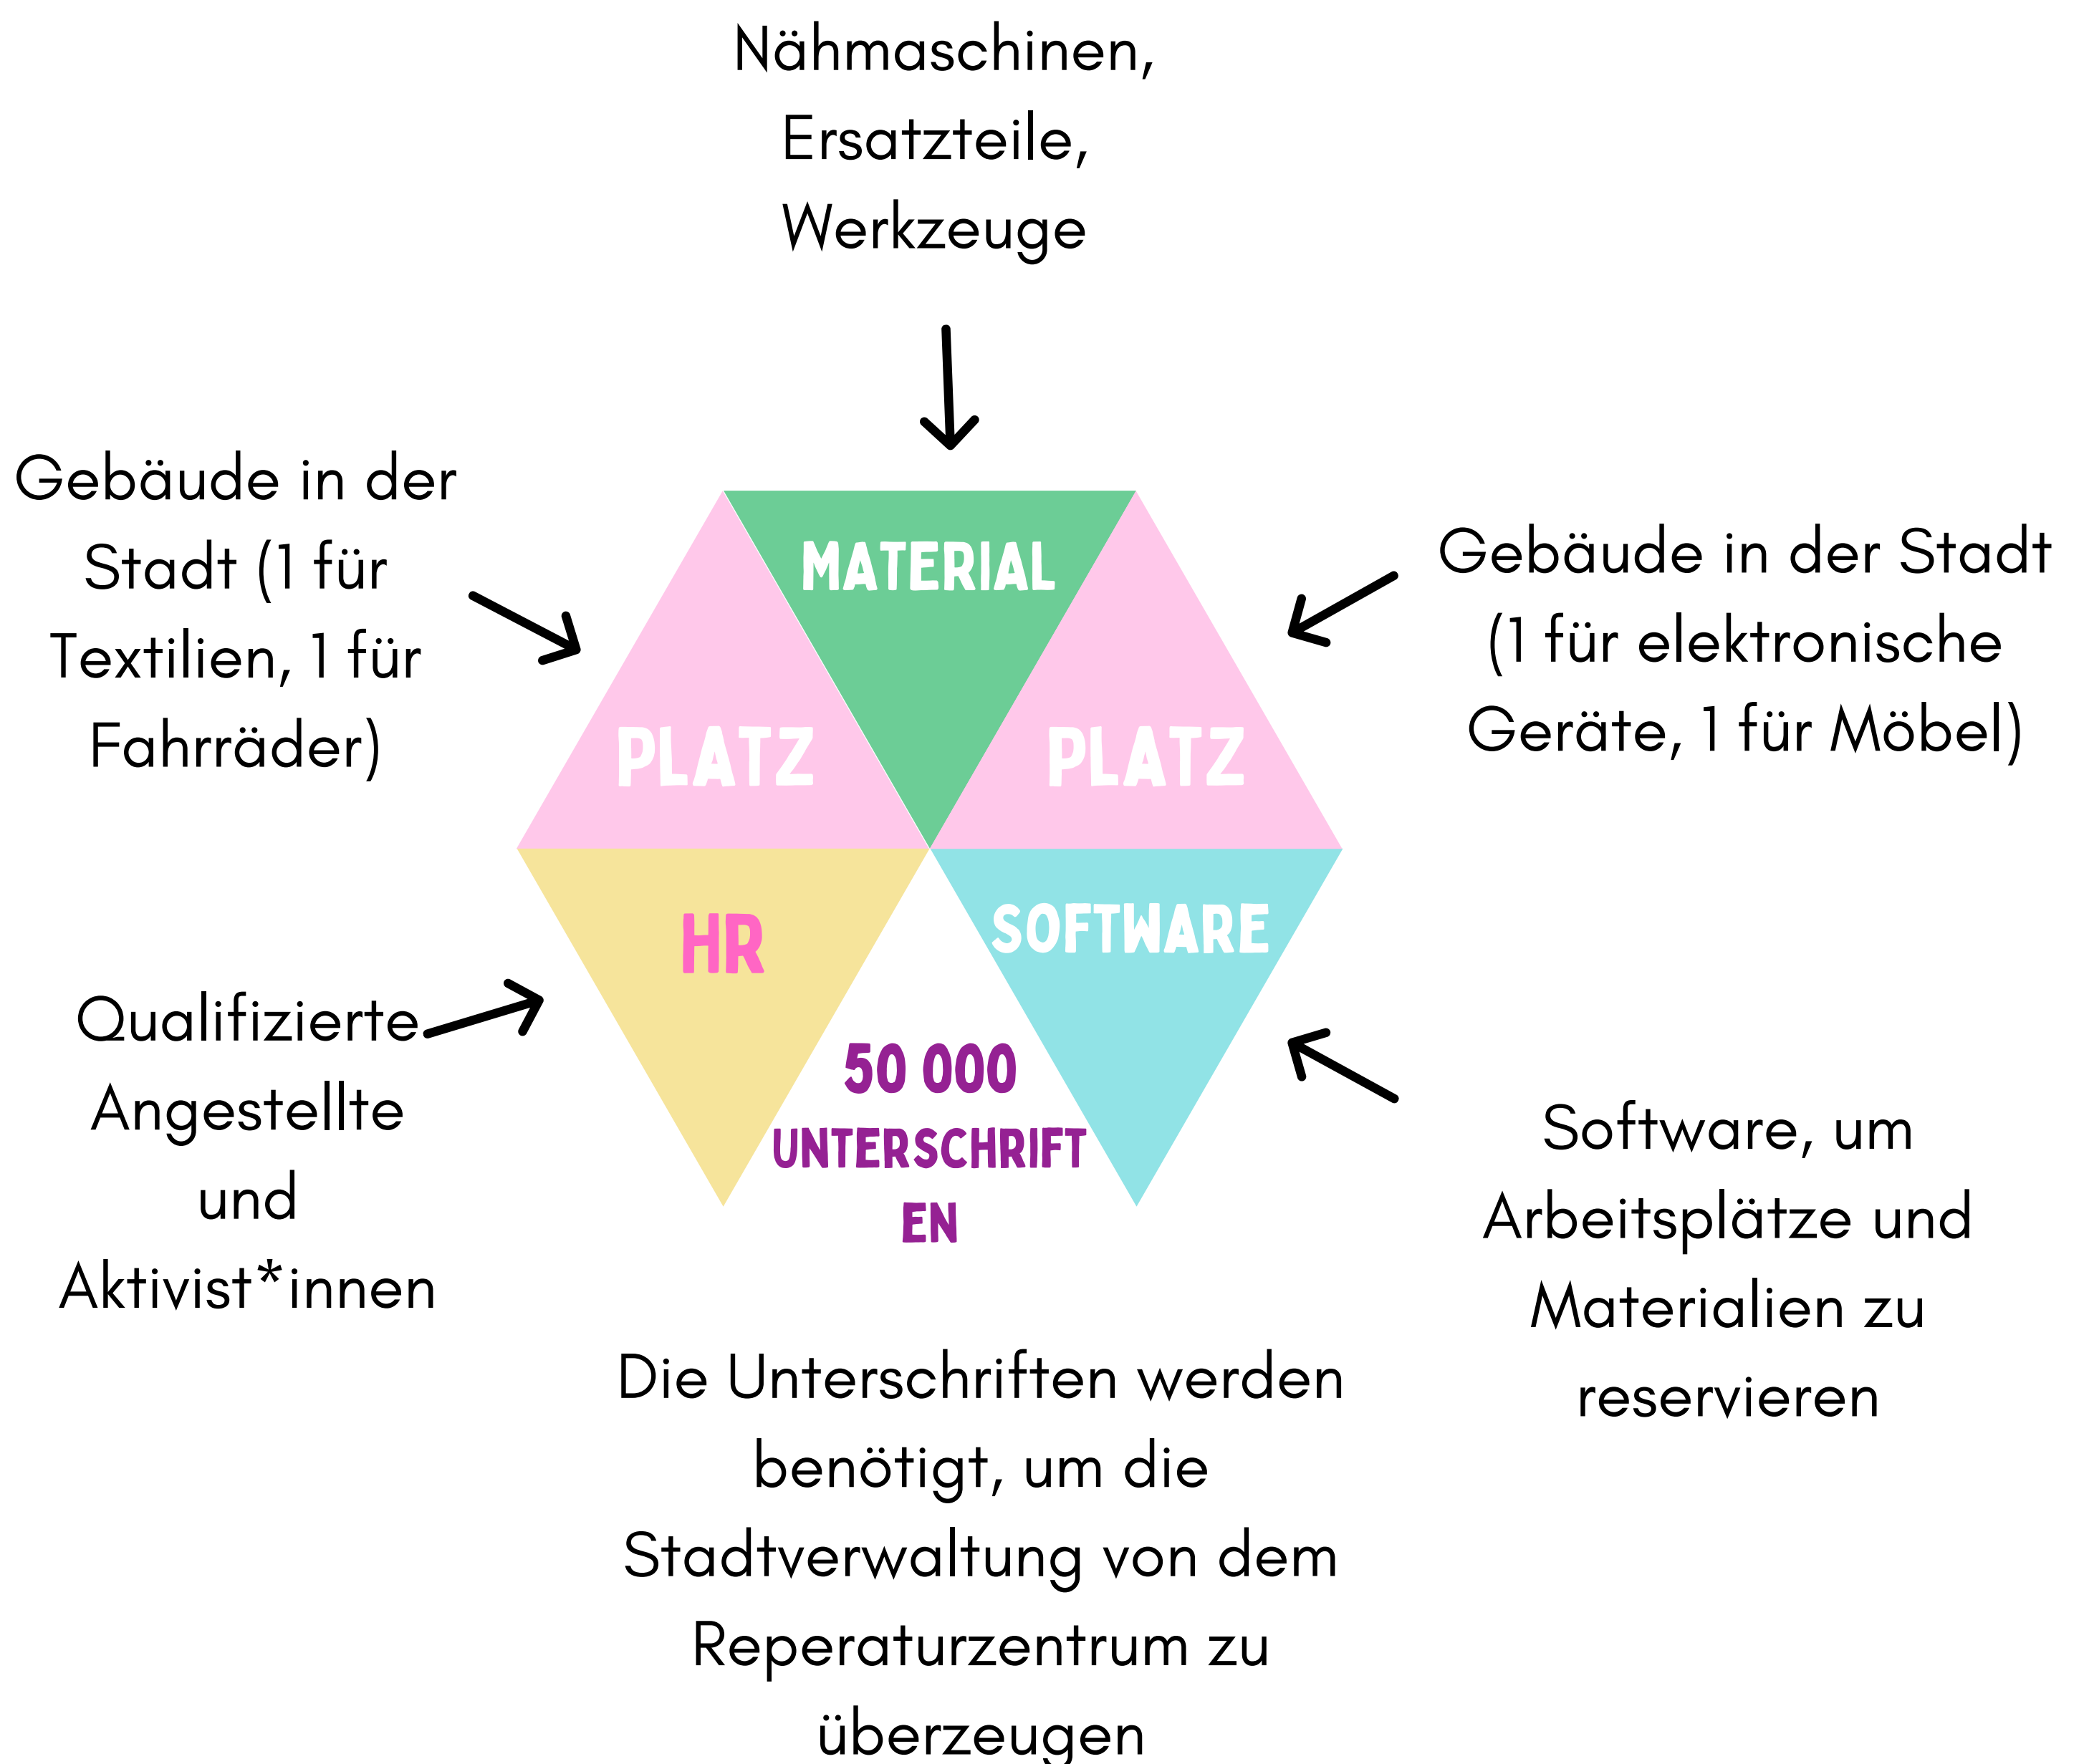 Nähmaschinen,
Ersatzteile,
Werkzeuge
Gebäude in der
Stadt (1 für
Textilien, 1 für
Fahrräder)
MATERIAL
Gebäude in der Stadt
(1 für elektronische
Geräte, 1 für Möbel)
PLATZ
PLATZ
HR
SOFTWARE
Qualifizierte
Angestellte
und
Aktivist*innen
50 000
UNTERSCHRIFT
EN
Software, um
Arbeitsplätze und
Materialien zu
reservieren
Die Unterschriften werden
benötigt, um die
Stadtverwaltung von dem
Reperaturzentrum zu
überzeugen